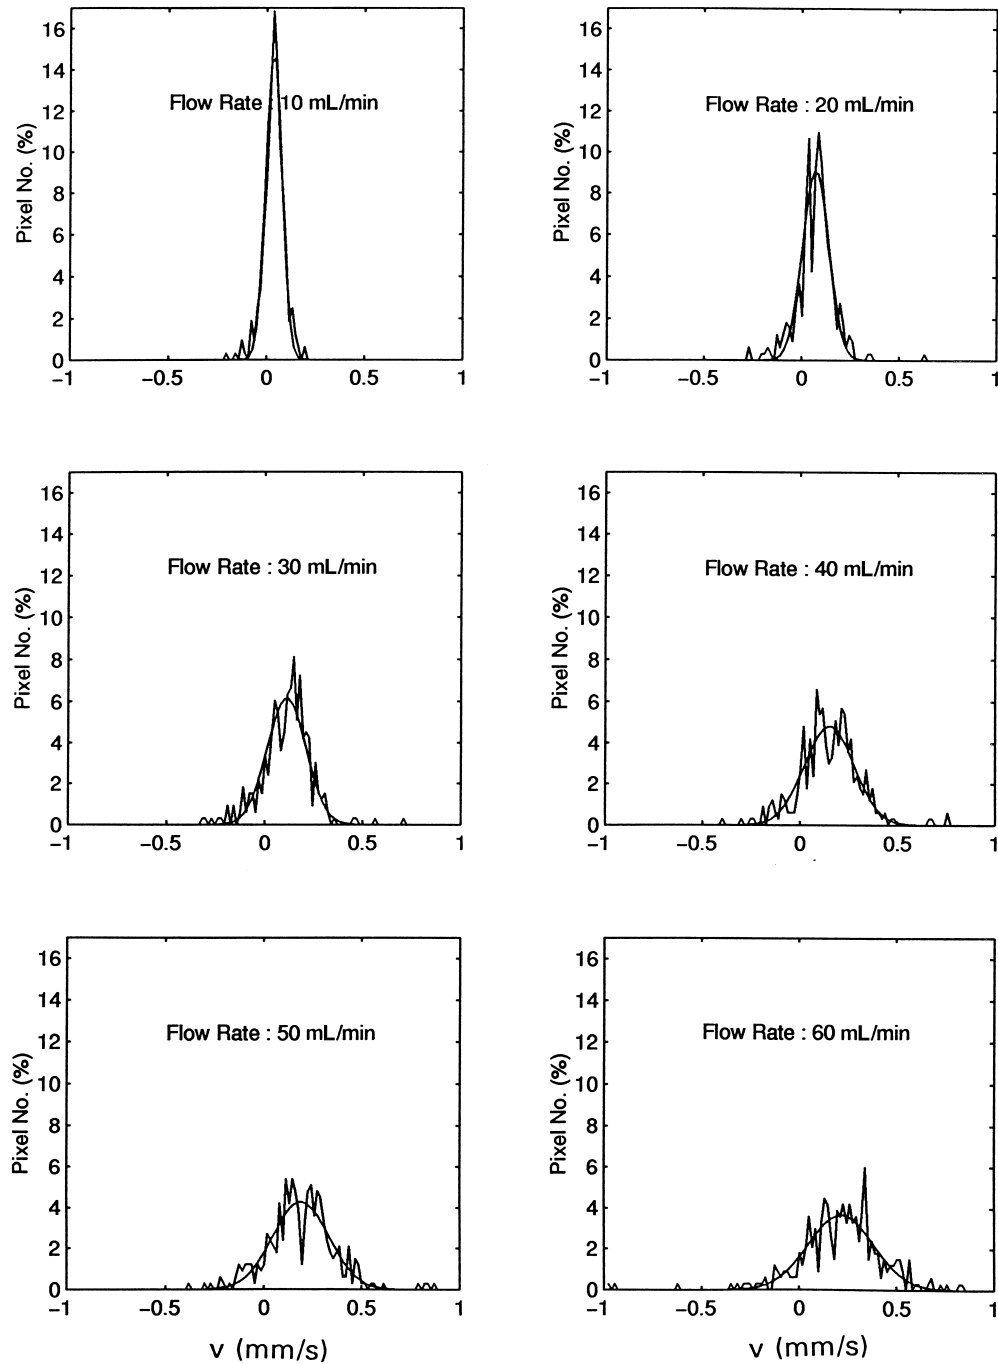 16
14
12
10
8
6
4
2
0
Pixel No. (%)
Flow Rate : 10 mL/min
−1 −0.5 0 0.5 1
16
14
12
10
8
6
4
2
0
Pixel No. (%)
Flow Rate : 20 mL/min
−1 −0.5 0 0.5 1
16
14
12
10
8
6
4
2
0
Pixel No. (%)
Flow Rate : 30 mL/min
−1 −0.5 0 0.5 1
16
14
12
10
8
6
4
2
0
Pixel No. (%)
Flow Rate : 40 mL/min
−1 −0.5 0 0.5 1
16
14
12
10
8
6
4
2
0
Pixel No. (%)
Flow Rate : 50 mL/min
−1 −0.5 0 0.5 1
v (mm/s)
16
14
12
10
8
6
4
2
0
Pixel No. (%)
Flow Rate : 60 mL/min
−1 −0.5 0 0.5 1
v (mm/s)